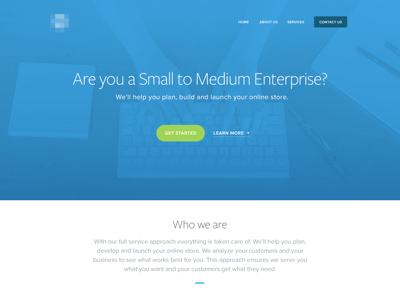 HOME ABOUT US SERVICES CONTACT US
Are you a Small to Medium Enterprise?
We'll help you plan, build and launch your online store.
GET STARTED LEARN MORE
Who we are
With our full service approach everything is taken care of. We'll help you plan,
develop and launch your online store. We analyze your customers and your
business to see what works best for you. This approach ensures we serve you
what you want and your customers get what they need.